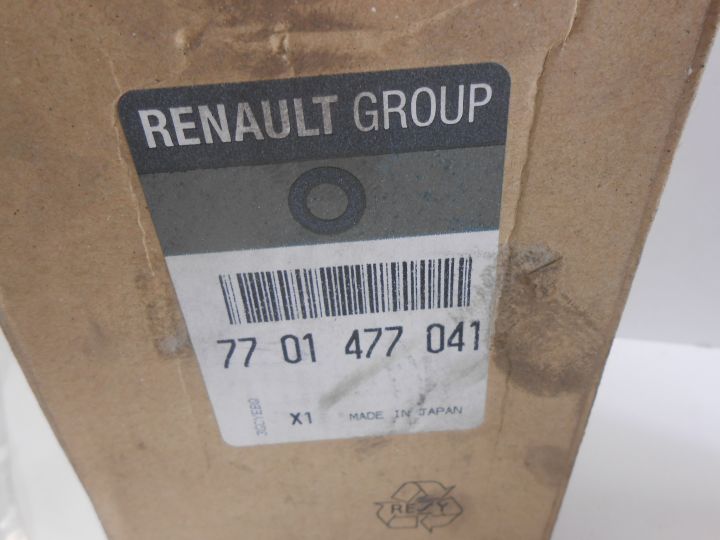 RENAULT GROUP
77 01 477 041
X1 MADE IN JAPAN
REZY